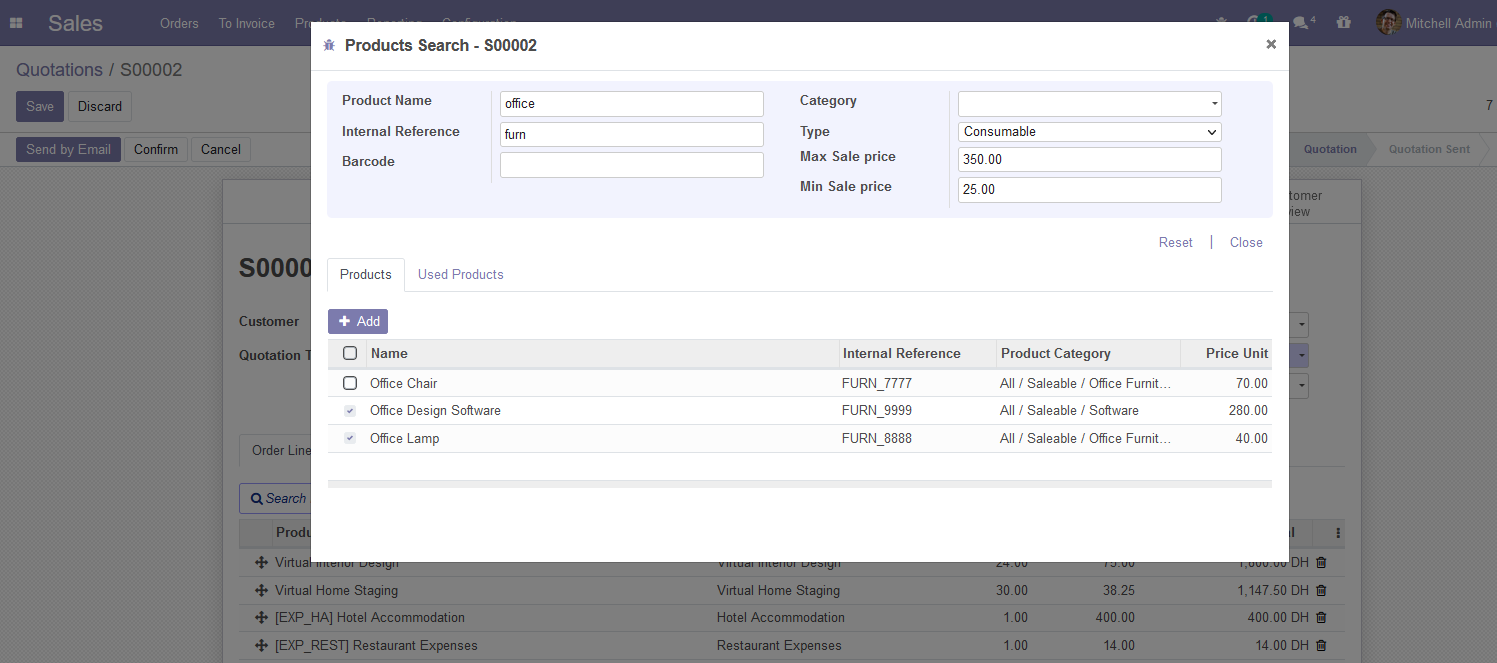 Sales Orders To Invoice Products Reporting Configuration 1 4 Mitchell Admin
Quotations / S00002
Save Discard
7
Send by Email Confirm Cancel
Quotation Quotation Sent
Products Search - S00002
Product Name office
Internal Reference furn
Barcode
Category
Type Consumable
Max Sale price 350.00
Min Sale price 25.00
Reset | Close
Products Used Products
Add
Name Internal Reference Product Category Price Unit
Office Chair FURN_7777 All / Saleable / Office Furnit... 70.00
Office Design Software FURN_9999 All / Saleable / Software 280.00
Office Lamp FURN_8888 All / Saleable / Office Furnit... 40.00
S0000
Customer
Quotation T
Order Line
Search
Produ
Virtual Interior Design Virtual Interior Design 24.00 75.00 1,800.00 DH
Virtual Home Staging Virtual Home Staging 30.00 38.25 1,147.50 DH
[EXP_HA] Hotel Accommodation Hotel Accommodation 1.00 400.00 400.00 DH
[EXP_REST] Restaurant Expenses Restaurant Expenses 1.00 14.00 14.00 DH